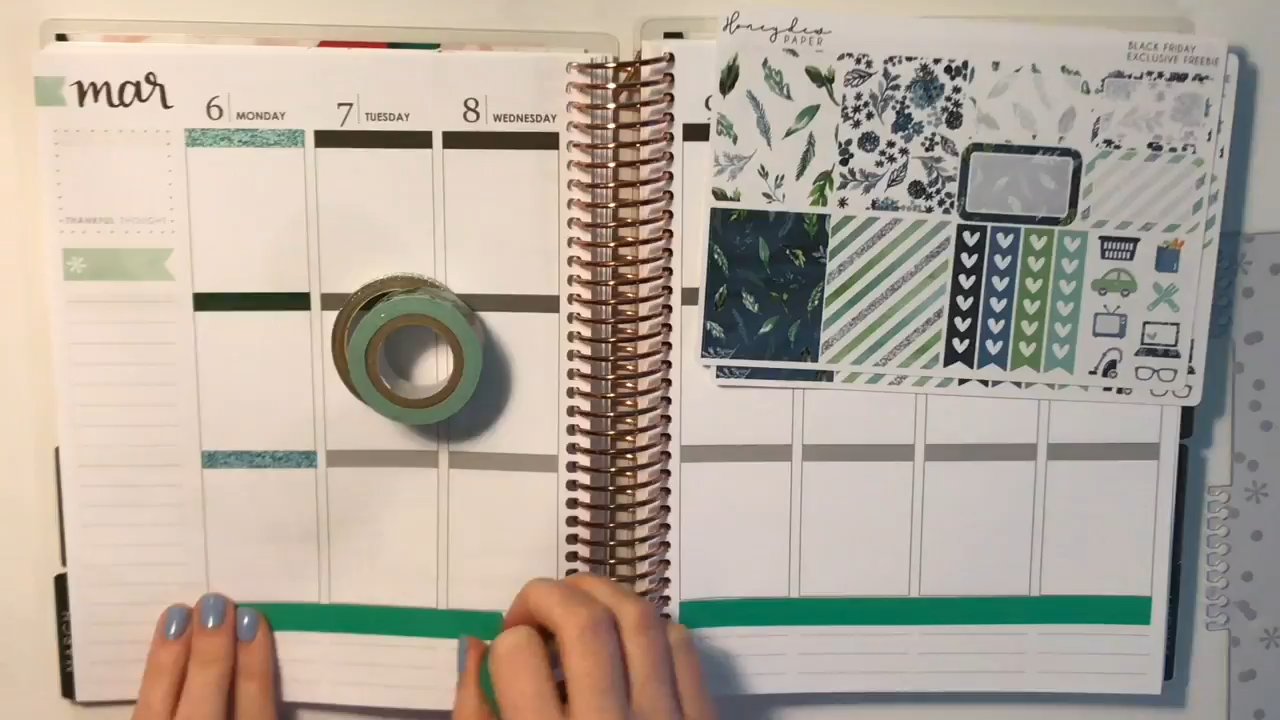 mar
6 MONDAY
7 TUESDAY
8 WEDNESDAY
THANKFUL THOUGHT
Honeydew
PAPER
BLACK FRIDAY
EXCLUSIVE FREEBIE